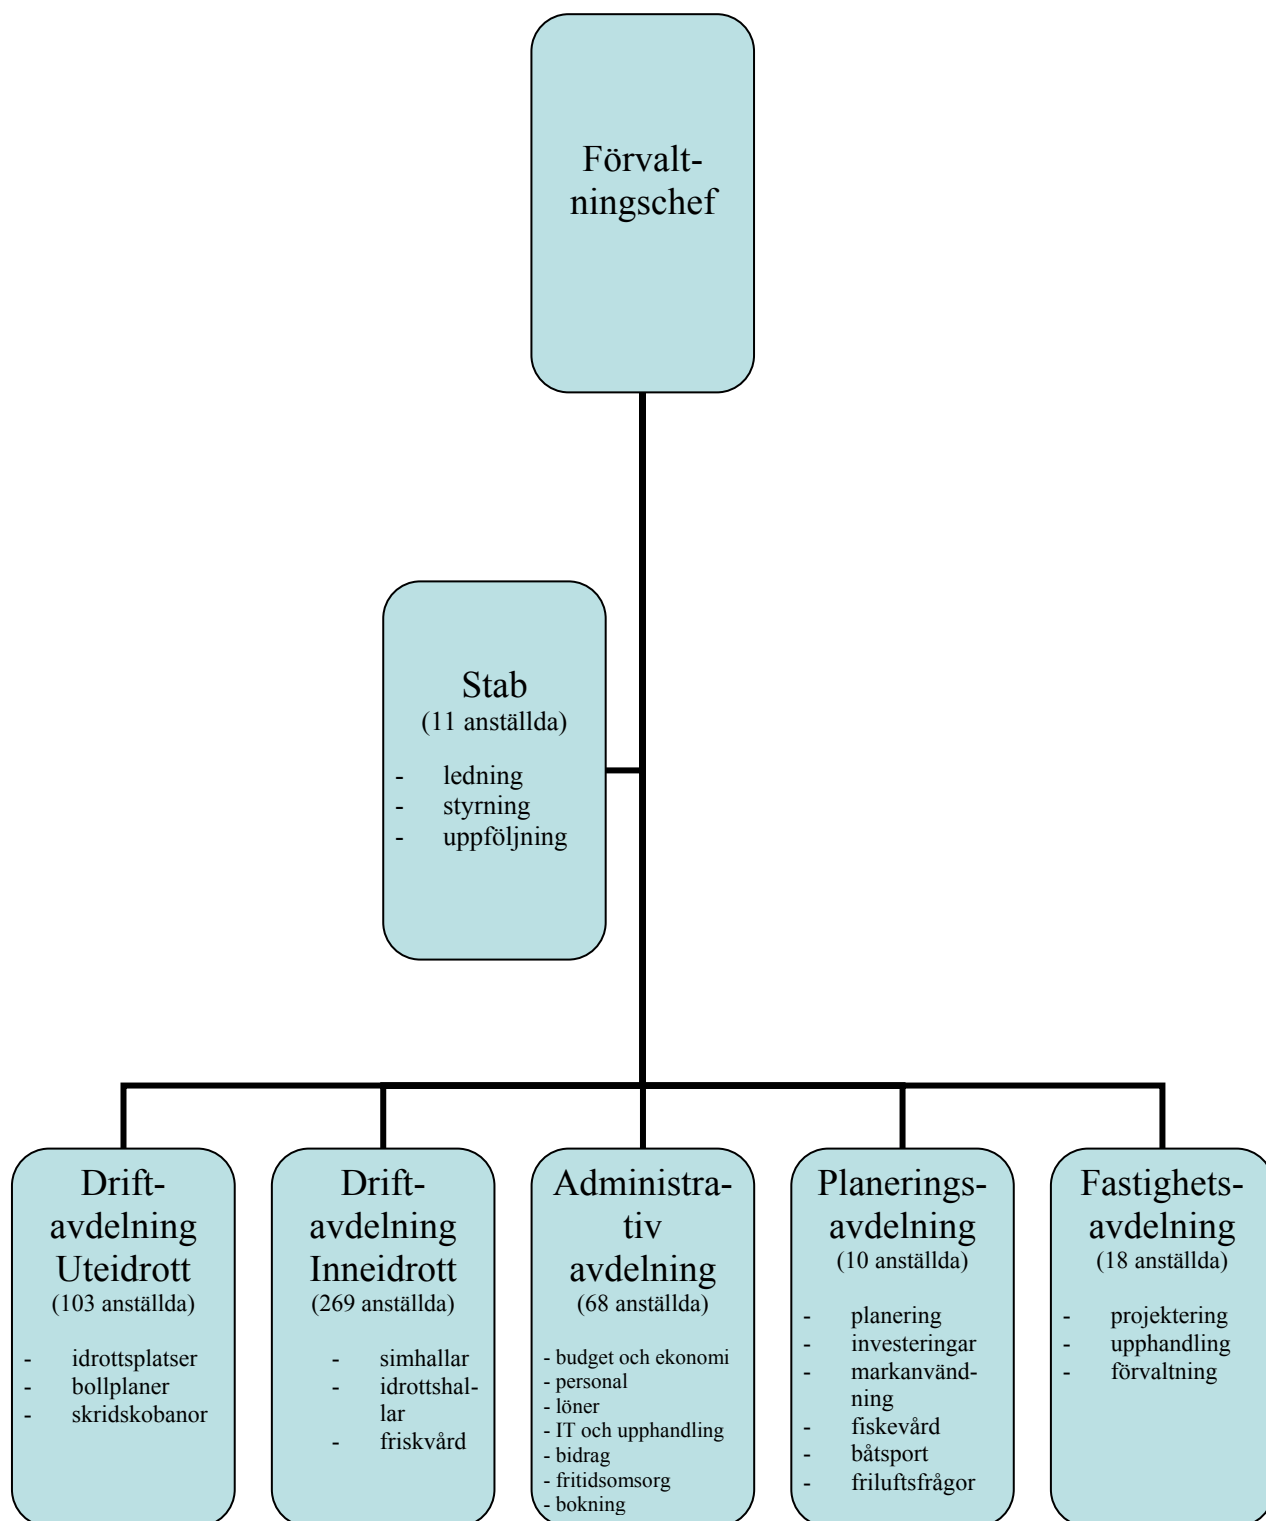 Förvalt-
ningschef
Stab
(11 anställda)
- ledning
- styrning
- uppföljning
Drift-
avdelning
Uteidrott
(103 anställda)
- idrottsplatser
- bollplaner
- skridskobanor
Drift-
avdelning
Inneidrott
(269 anställda)
- simhallar
- idrottshal-
lar
- friskvård
Administra-
tiv
avdelning
(68 anställda)
- budget och ekonomi
- personal
- löner
- IT och upphandling
- bidrag
- fritidsomsorg
- bokning
Planerings-
avdelning
(10 anställda)
- planering
- investeringar
- markanvänd-
ning
- fiskevård
- båtsport
- friluftsfrågor
Fastighets-
avdelning
(18 anställda)
- projektering
- upphandling
- förvaltning